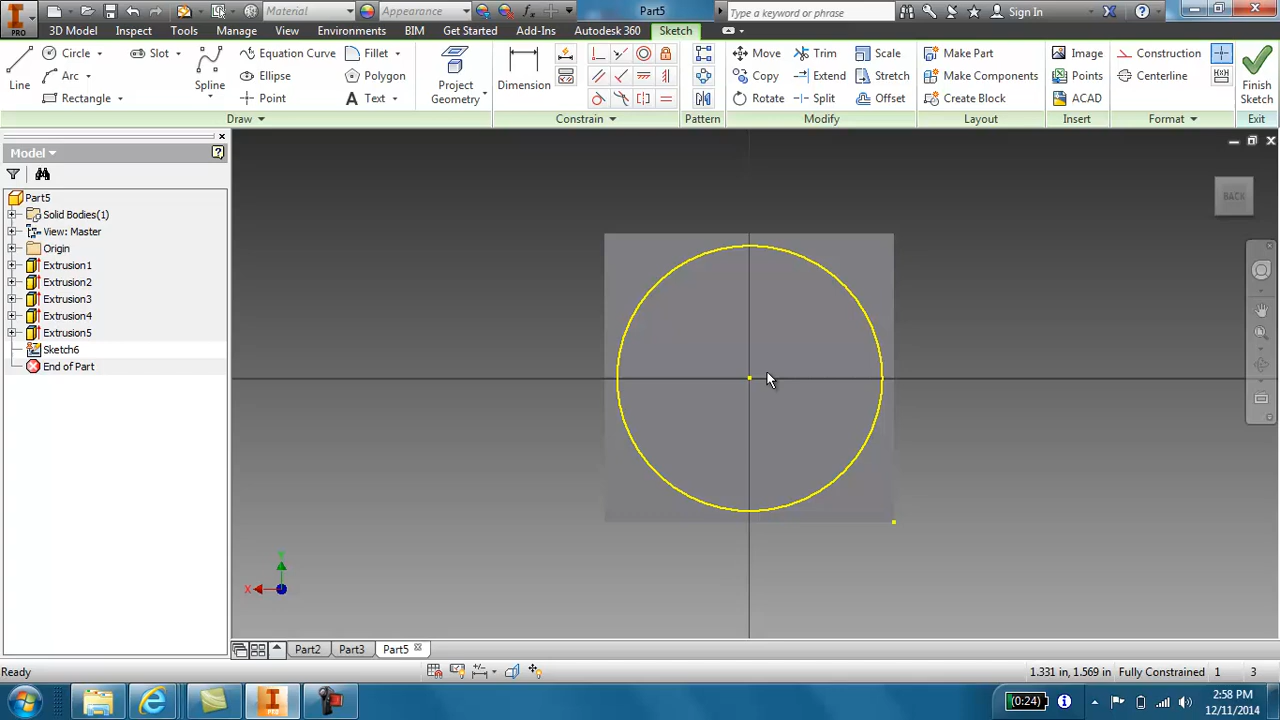 Material
Appearance
Part5
Type a keyword or phrase
Sign In
PRO
3D Model
Inspect
Tools
Manage
View
Environments
BIM
Get Started
Add-Ins
Autodesk 360
Sketch
Line
Circle
Arc
Rectangle
Slot
Spline
Equation Curve
Ellipse
Point
Fillet
Polygon
Text
Project Geometry
Dimension
Move
Copy
Rotate
Trim
Extend
Split
Scale
Stretch
Offset
Make Part
Make Components
Create Block
Image
Points
ACAD
Construction
Centerline
Finish Sketch
Draw
Constrain
Pattern
Modify
Layout
Insert
Format
Exit
Model
Part5
Solid Bodies(1)
View: Master
Origin
Extrusion1
Extrusion2
Extrusion3
Extrusion4
Extrusion5
Sketch6
End of Part
BACK
Y
X
Part2
Part3
Part5
Ready
1.331 in, 1.569 in
Fully Constrained
1
3
(0:24)
2:58 PM
12/11/2014